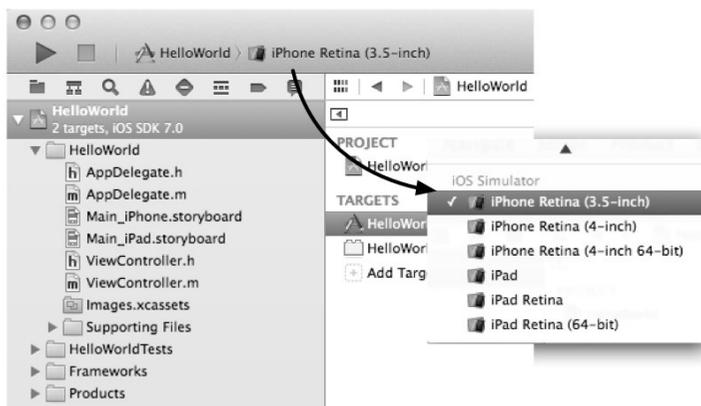 HelloWorld
iPhone Retina (3.5-inch)
HelloWorld
2 targets, iOS SDK 7.0
HelloWorld
h AppDelegate.h
m AppDelegate.m
Main_iPhone.storyboard
Main_iPad.storyboard
h ViewController.h
m ViewController.m
Images.xcassets
Supporting Files
HelloWorldTests
Frameworks
Products
HelloWorld
PROJECT
HelloWor
TARGETS
HelloWor
HelloWor
Add Targ
iOS Simulator
✓ iPhone Retina (3.5-inch)
iPhone Retina (4-inch)
iPhone Retina (4-inch 64-bit)
iPad
iPad Retina
iPad Retina (64-bit)